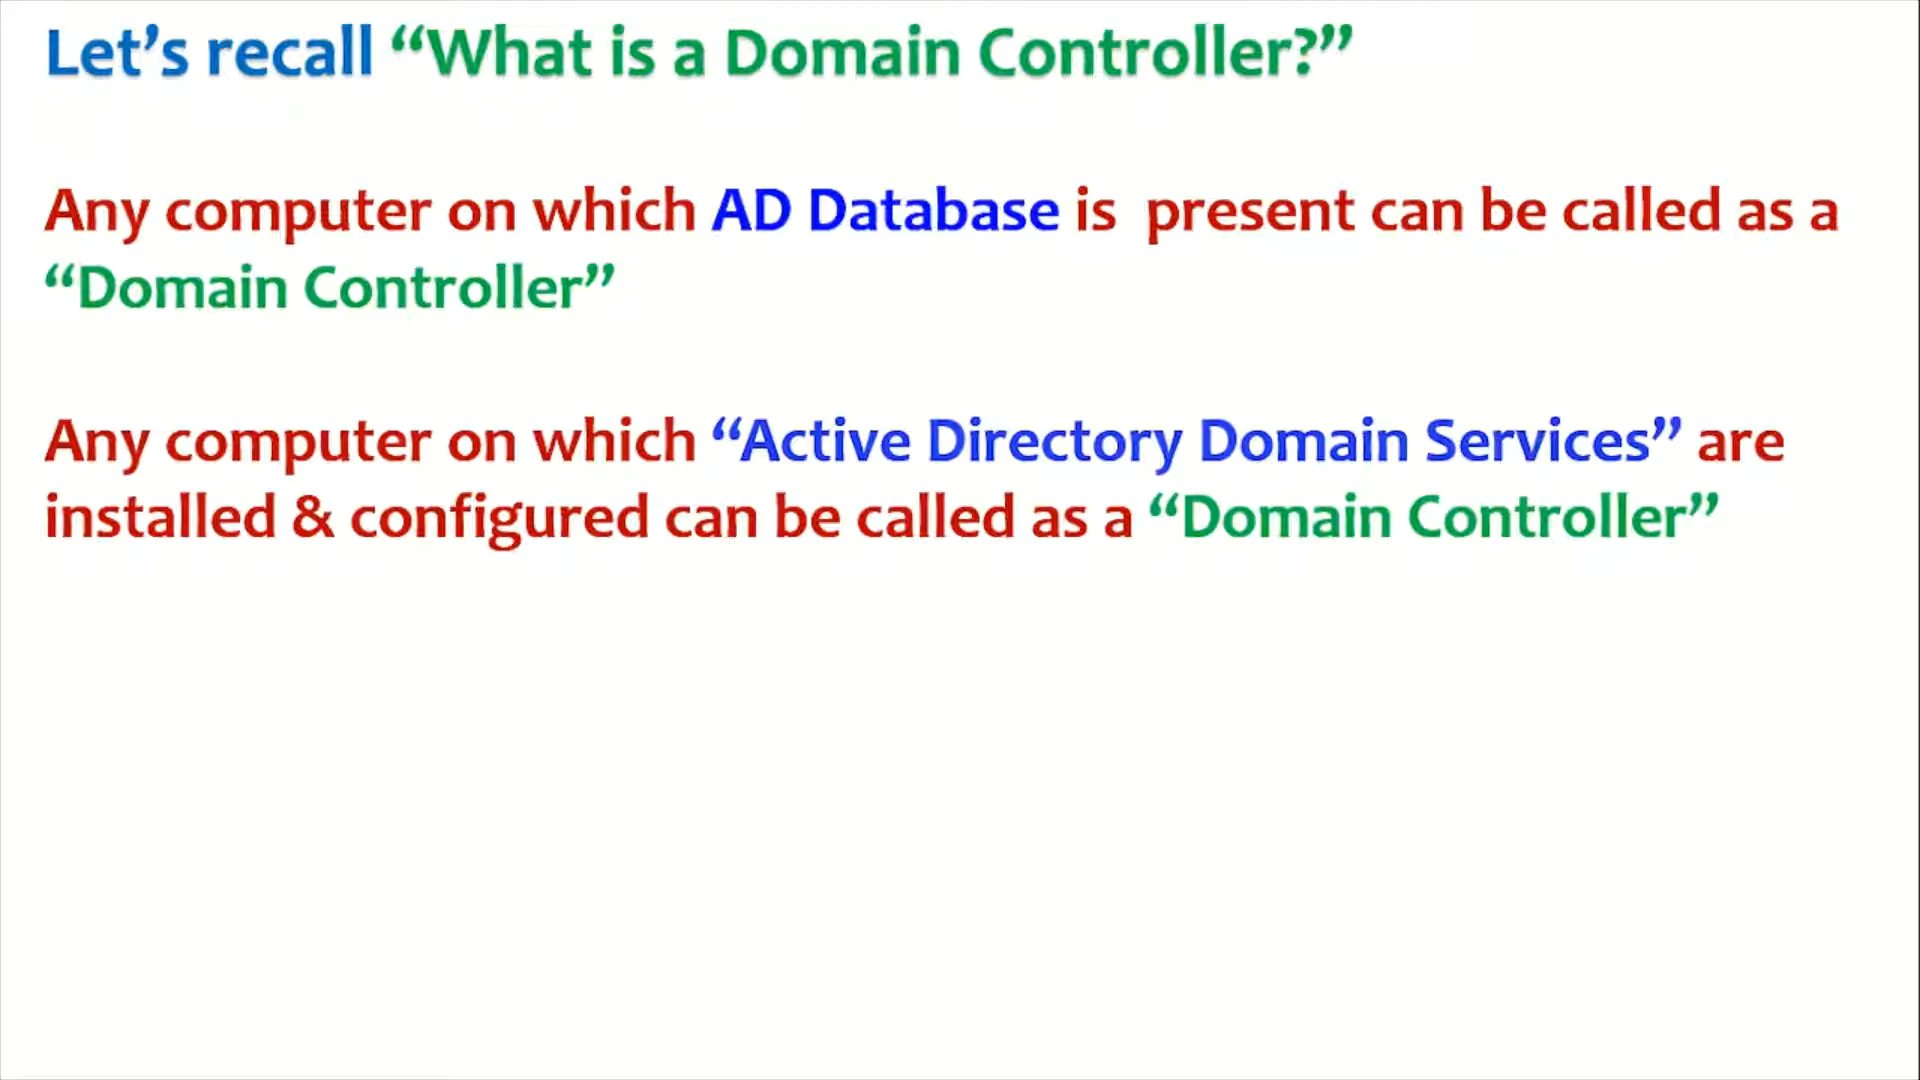 Let’s recall “What is a Domain Controller?”
Any computer on which AD Database is present can be called as a
“Domain Controller”
Any computer on which “Active Directory Domain Services” are
installed & configured can be called as a “Domain Controller”